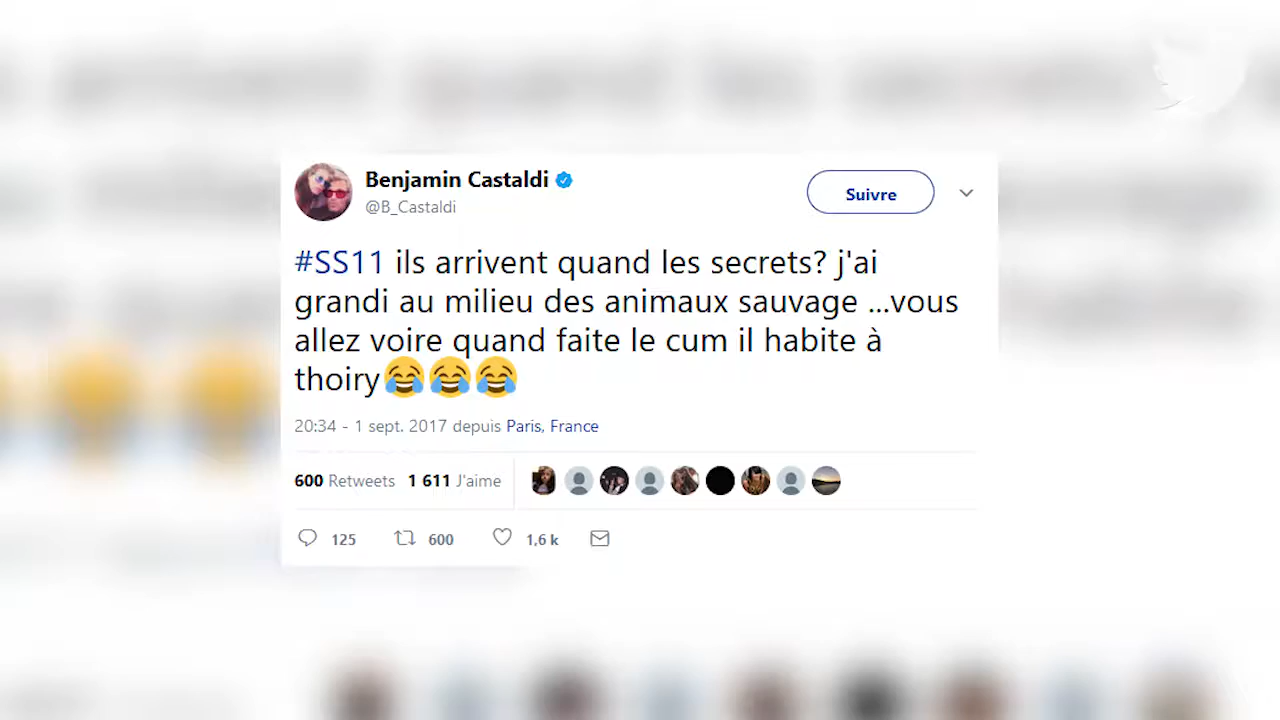 Benjamin Castaldi
@B_Castaldi
Suivre
#SS11 ils arrivent quand les secrets? j'ai
grandi au milieu des animaux sauvage ...vous
allez voire quand faite le cum il habite à
thoiry😂😂😂
20:34 - 1 sept. 2017 depuis Paris, France
600 Retweets 1 611 J'aime
125 600 1,6 k